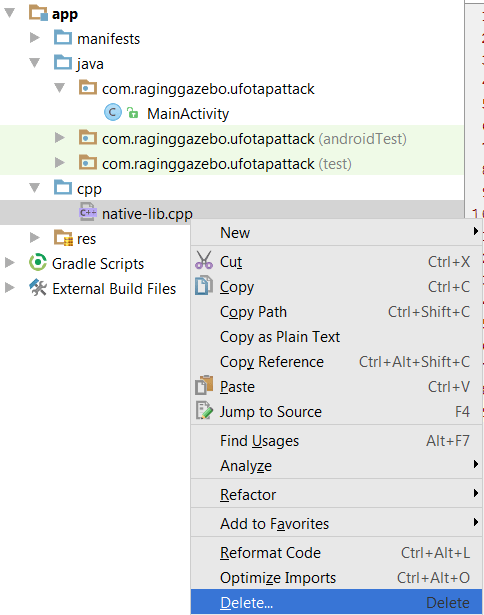 app
manifests
java
com.raginggazebo.ufotapattack
MainActivity
com.raginggazebo.ufotapattack (androidTest)
com.raginggazebo.ufotapattack (test)
cpp
native-lib.cpp
res
Gradle Scripts
External Build Files
New
Cut Ctrl+X
Copy Ctrl+C
Copy Path Ctrl+Shift+C
Copy as Plain Text
Copy Reference Ctrl+Alt+Shift+C
Paste Ctrl+V
Jump to Source F4
Find Usages Alt+F7
Analyze
Refactor
Add to Favorites
Reformat Code Ctrl+Alt+L
Optimize Imports Ctrl+Alt+O
Delete... Delete